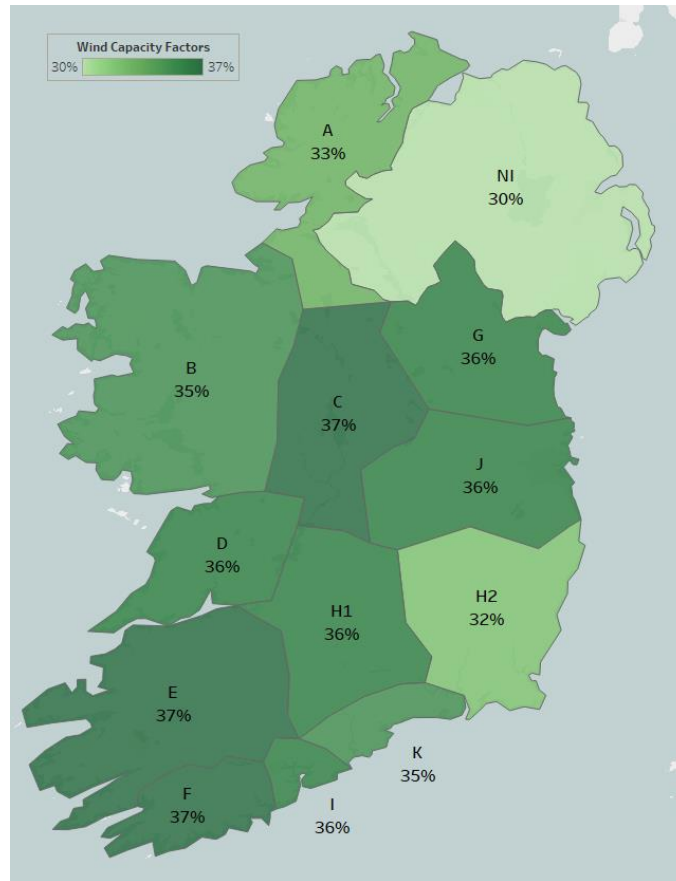 Wind Capacity Factors
30% 37%
A
33%
NI
30%
G
36%
B
35%
C
37%
J
36%
D
36%
H2
32%
H1
36%
E
37%
K
35%
F
37%
I
36%